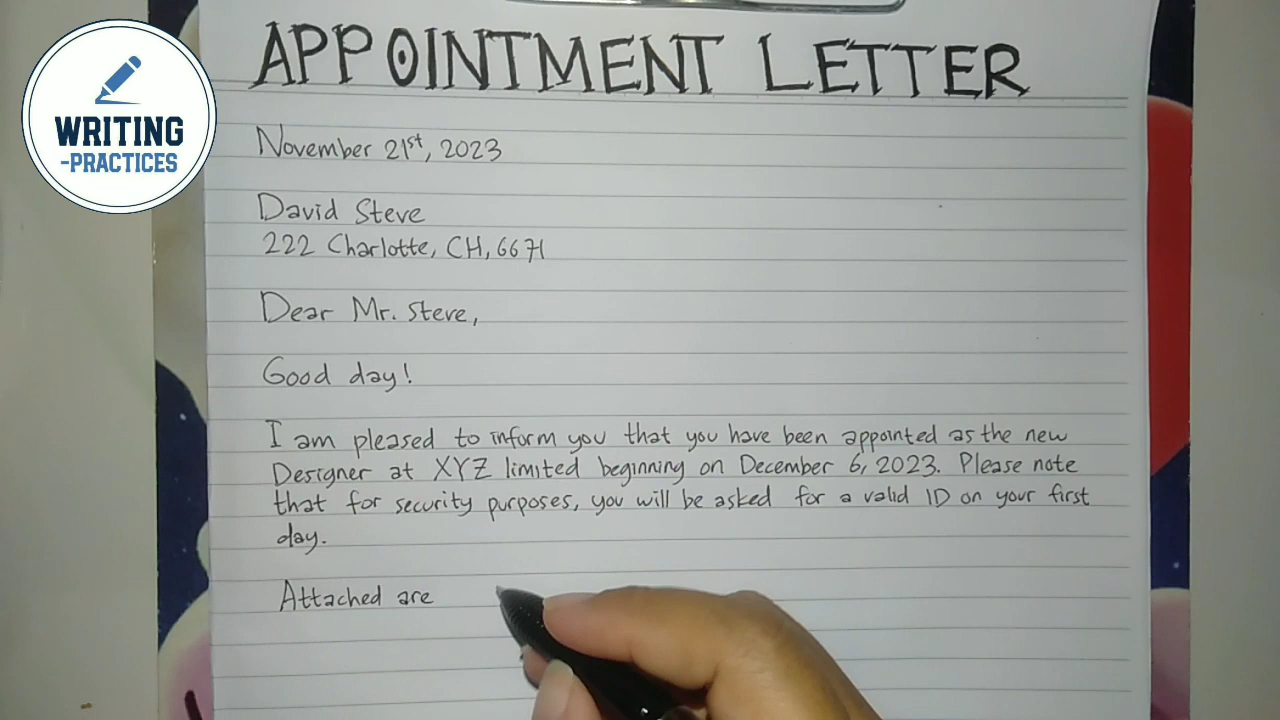 WRITING
-PRACTICES
APPOINTMENT LETTER
November 21st, 2023
David Steve
222 Charlotte, CH, 6671
Dear Mr. Steve,
Good day!
I am pleased to inform you that you have been appointed as the new
Designer at XYZ limited beginning on December 6, 2023. Please note
that for security purposes, you will be asked for a valid ID on your first
day.
Attached are